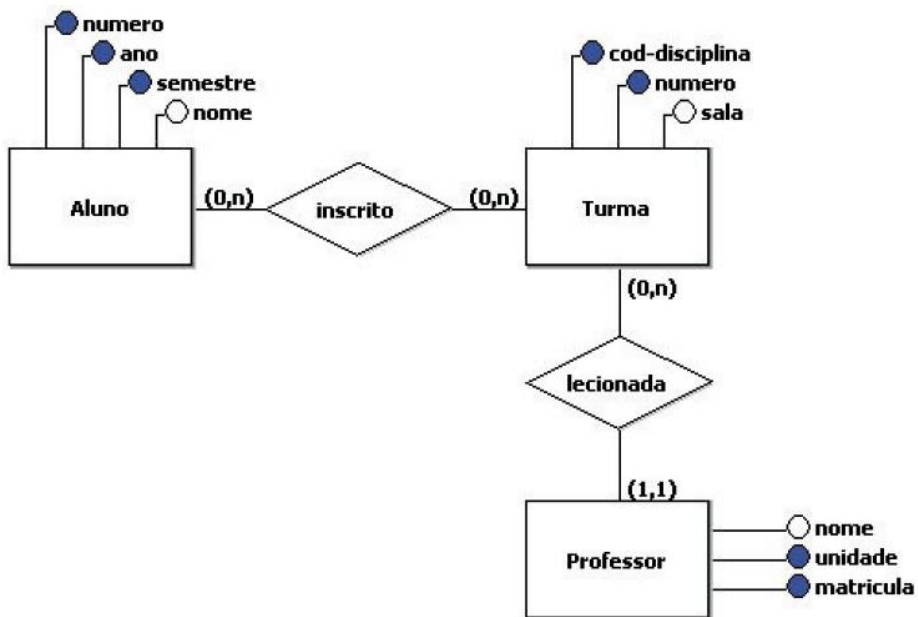 numero
ano
semestre
nome
cod-disciplina
numero
sala
Aluno
(0,n)
inscrito
(0,n)
Turma
(0,n)
lecionada
(1,1)
Professor
nome
unidade
matricula